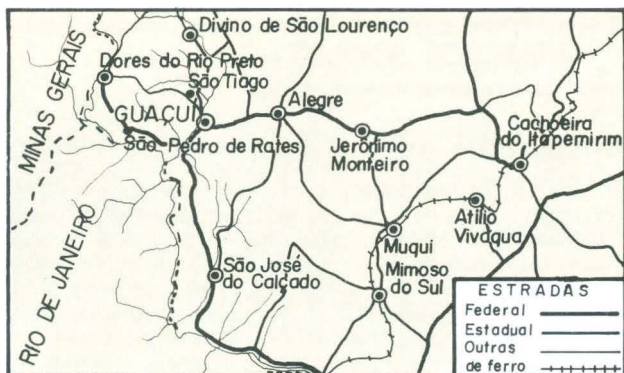 Divino de São Lourenço
Dores do Rio Preto
São Tiago
MINAS GERAIS
GUAÇUÍ
Alegre
São Pedro de Rates
Jerônimo
Monteiro
Cachoeira
do Itapemirim
Atílio
Vivaqua
Muqui
Mimoso
do Sul
RIO DE JANEIRO
São José
do Calçado
ESTRADAS
Federal
Estadual
Outras
de ferro